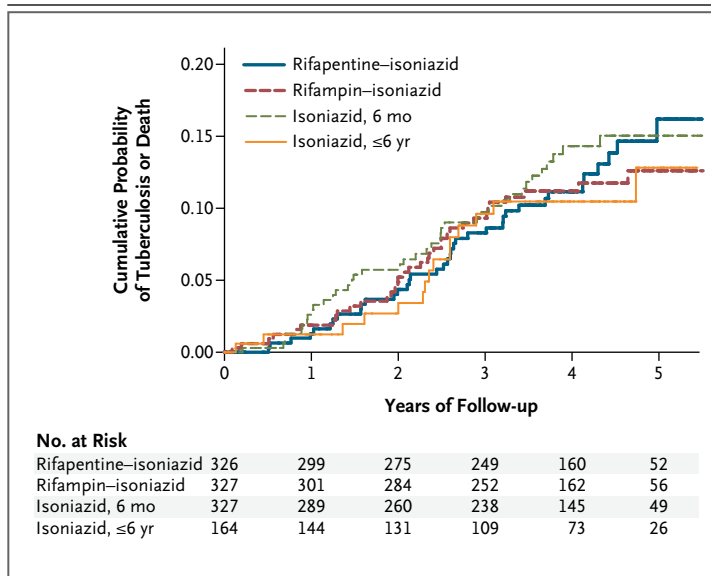 0.20
0.15
0.10
0.05
0.00
Cumulative Probability
of Tuberculosis or Death
Rifapentine–isoniazid
Rifampin–isoniazid
Isoniazid, 6 mo
Isoniazid, ≤6 yr
0 1 2 3 4 5
Years of Follow-up
No. at Risk
Rifapentine–isoniazid 326 299 275 249 160 52
Rifampin–isoniazid 327 301 284 252 162 56
Isoniazid, 6 mo 327 289 260 238 145 49
Isoniazid, ≤6 yr 164 144 131 109 73 26